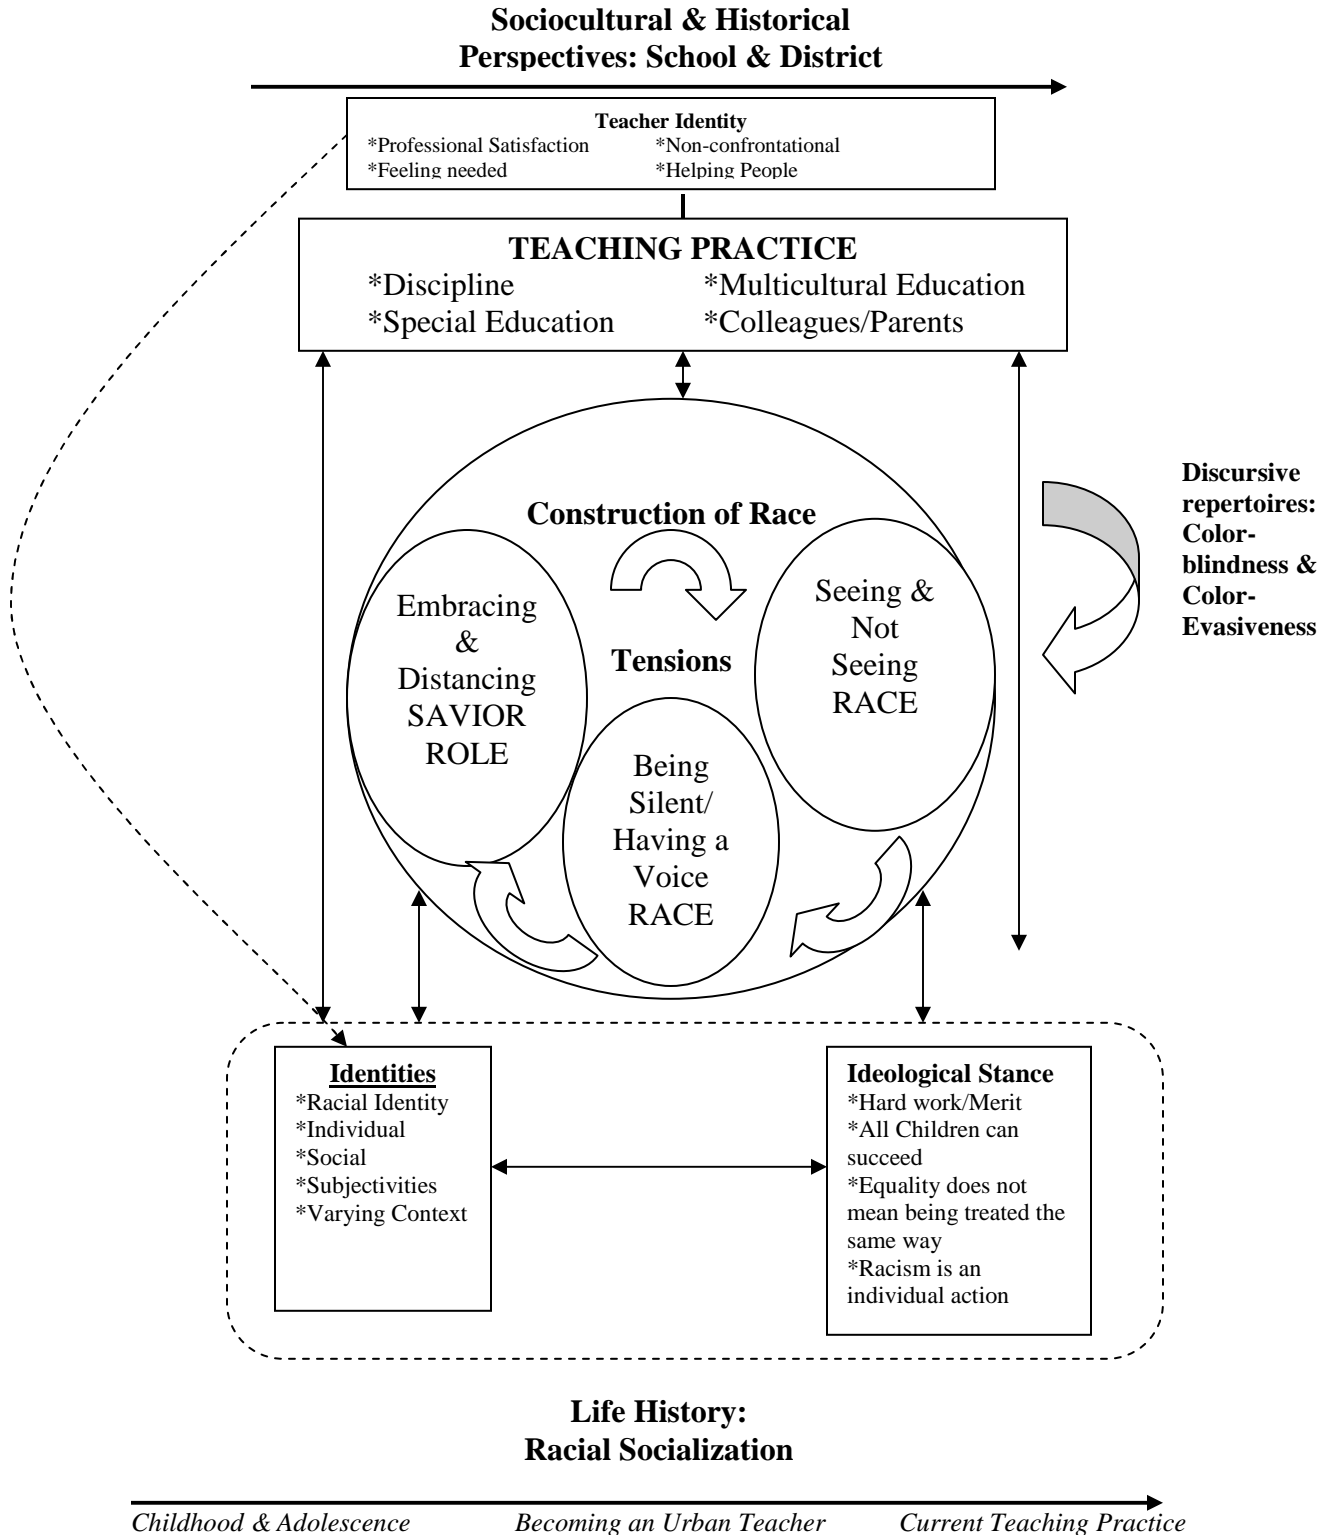 Sociocultural & Historical
Perspectives: School & District
Teacher Identity
*Professional Satisfaction *Non-confrontational
*Feeling needed *Helping People
TEACHING PRACTICE
*Discipline *Multicultural Education
*Special Education *Colleagues/Parents
Discursive
repertoires:
Color-
blindness &
Color-
Evasiveness
Construction of Race
Tensions
Embracing
&
Distancing
SAVIOR
ROLE
Seeing &
Not
Seeing
RACE
Being
Silent/
Having a
Voice
RACE
Identities
*Racial Identity
*Individual
*Social
*Subjectivities
*Varying Context
Ideological Stance
*Hard work/Merit
*All Children can
succeed
*Equality does not
mean being treated the
same way
*Racism is an
individual action
Life History:
Racial Socialization
Childhood & Adolescence Becoming an Urban Teacher Current Teaching Practice